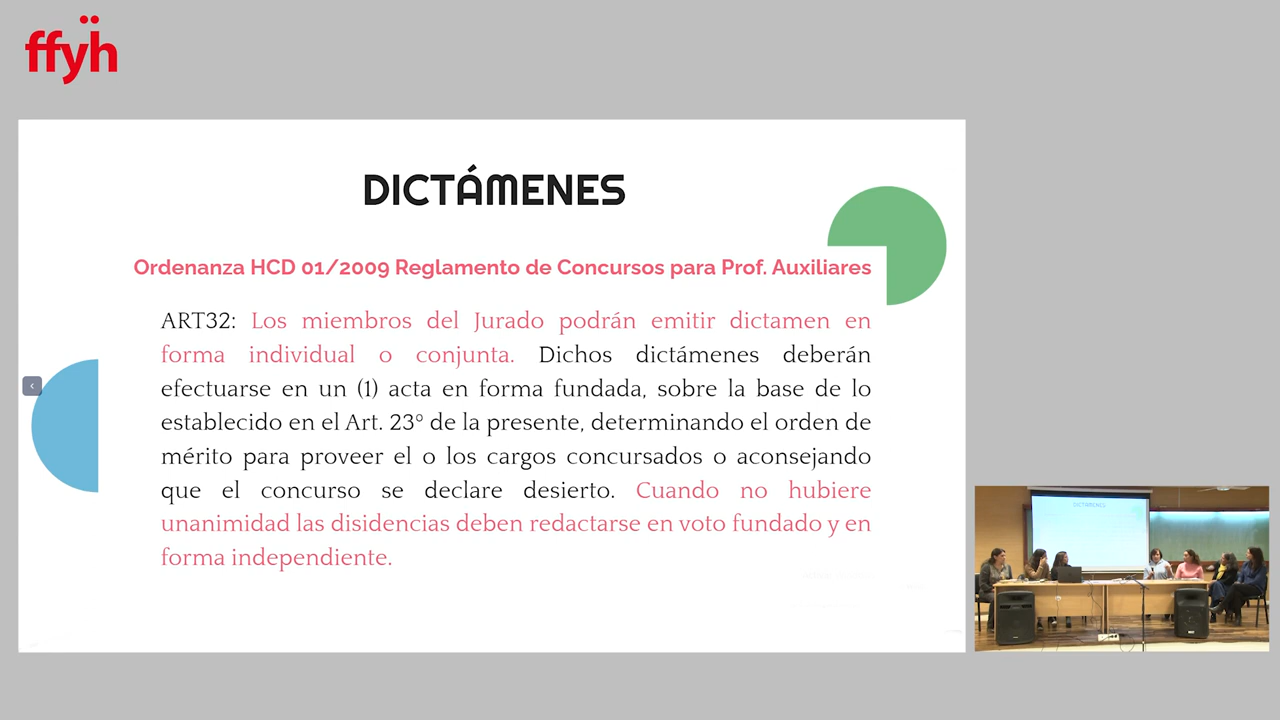 ffyh
DICTÁMENES
Ordenanza HCD 01/2009 Reglamento de Concursos para Prof. Auxiliares
ART32: Los miembros del Jurado podrán emitir dictamen en
forma individual o conjunta. Dichos dictámenes deberán
efectuarse en un (1) acta en forma fundada, sobre la base de lo
establecido en el Art. 23º de la presente, determinando el orden de
mérito para proveer el o los cargos concursados o aconsejando
que el concurso se declare desierto. Cuando no hubiere
unanimidad las disidencias deben redactarse en voto fundado y en
forma independiente.
DICTÁMENES